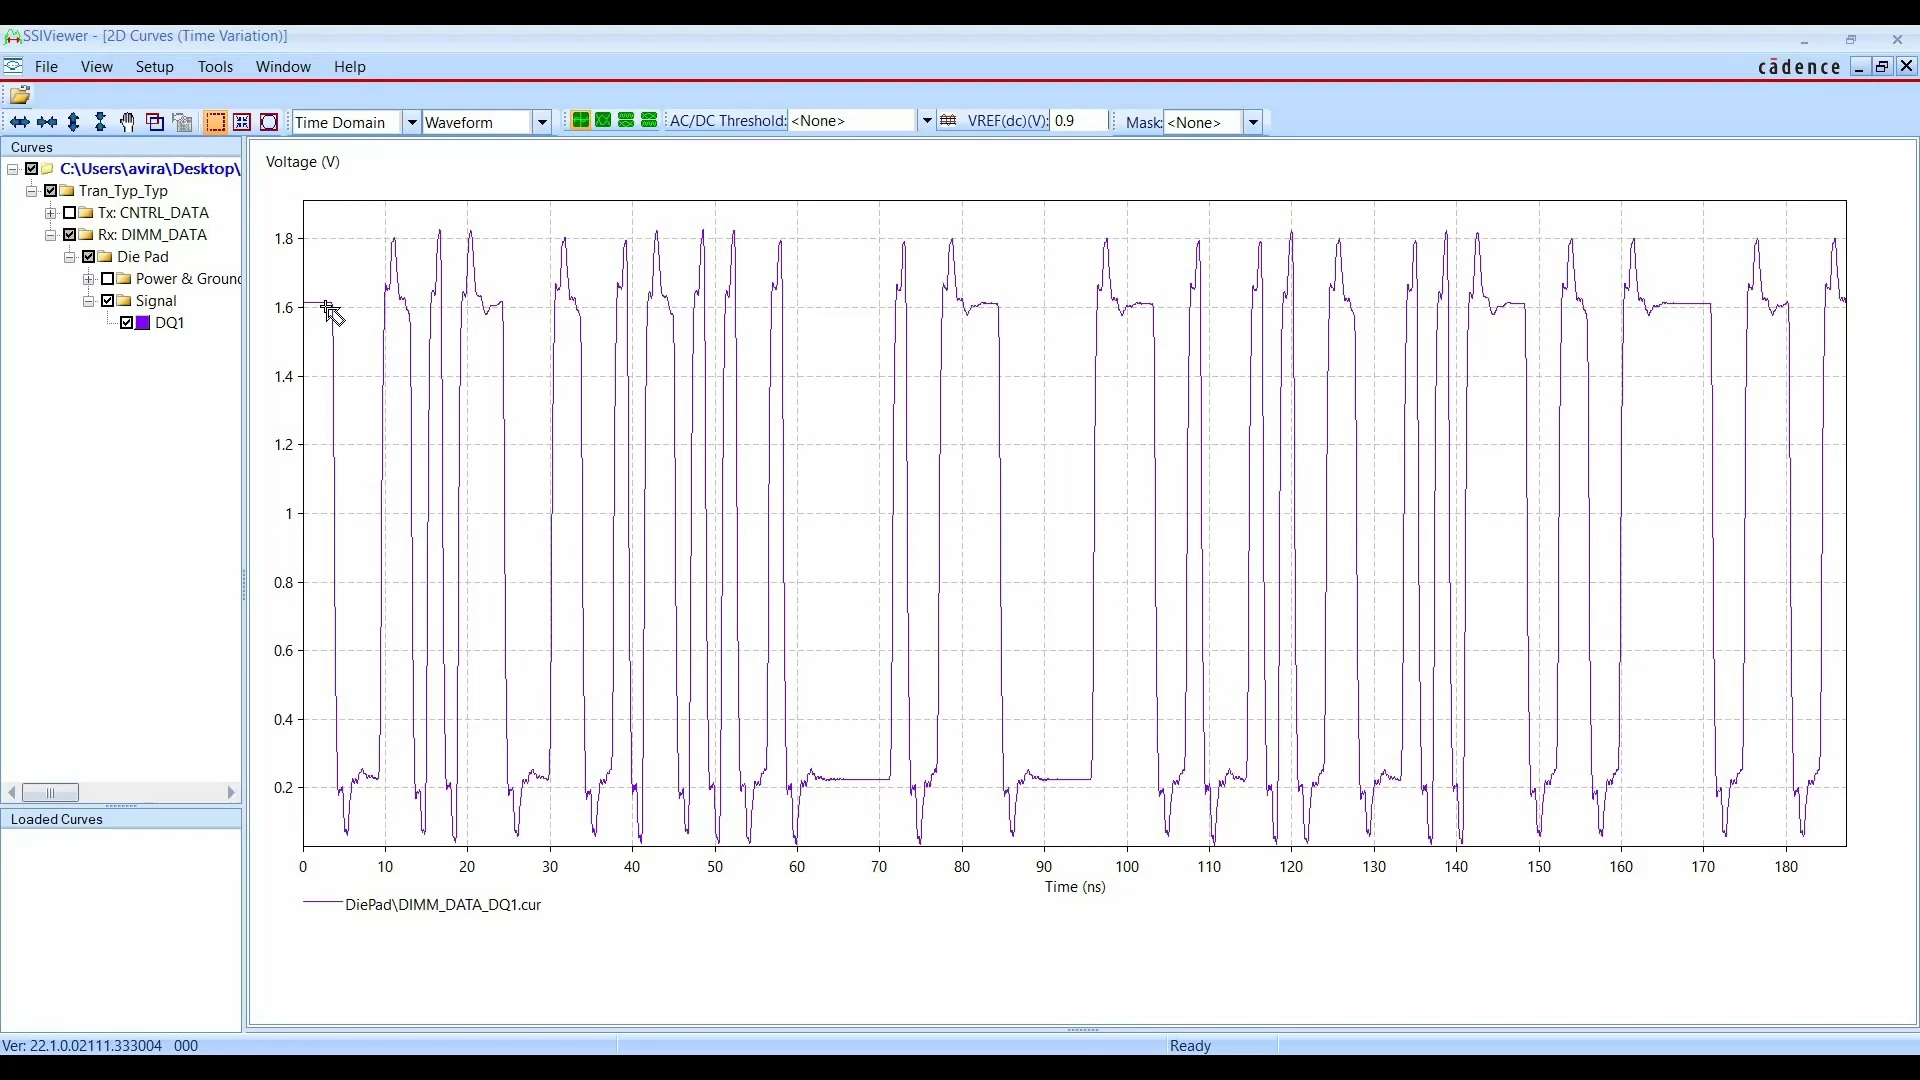 SSIViewer - [2D Curves (Time Variation)]
File View Setup Tools Window Help
cādence
Time Domain Waveform AC/DC Threshold: <None> VREF(dc)(V): 0.9 Mask: <None>
Curves
C:\Users\avira\Desktop\
Tran_Typ_Typ
Tx: CNTRL_DATA
Rx: DIMM_DATA
Die Pad
Power & Ground
Signal
DQ1
Loaded Curves
Voltage (V)
1.8
1.6
1.4
1.2
1
0.8
0.6
0.4
0.2
0 10 20 30 40 50 60 70 80 90 100 110 120 130 140 150 160 170 180
Time (ns)
DiePad\DIMM_DATA_DQ1.cur
Ver: 22.1.0.02111.333004 000
Ready